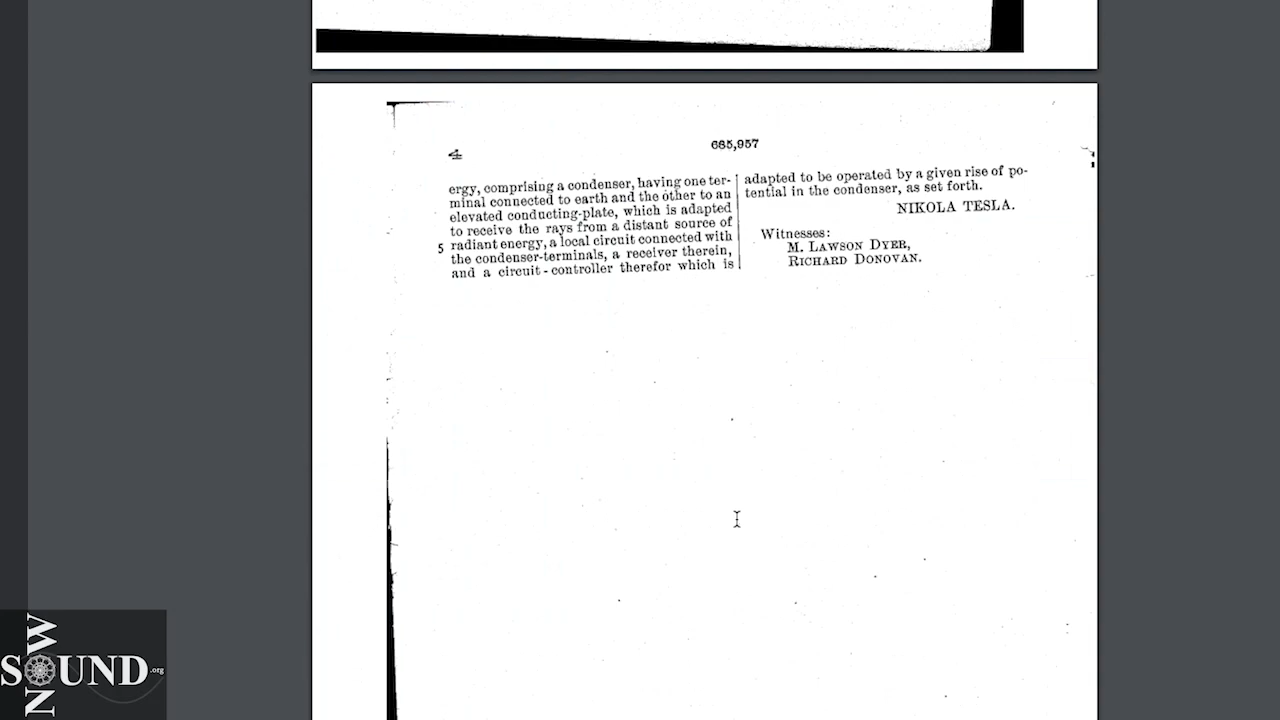 4
685,957
ergy, comprising a condenser, having one ter-
minal connected to earth and the other to an
elevated conducting-plate, which is adapted
to receive the rays from a distant source of
5 radiant energy, a local circuit connected with
the condenser-terminals, a receiver therein,
and a circuit-controller therefor which is
adapted to be operated by a given rise of po-
tential in the condenser, as set forth.
NIKOLA TESLA.
Witnesses:
M. LAWSON DYER,
RICHARD DONOVAN.
NOW
SOUND.org